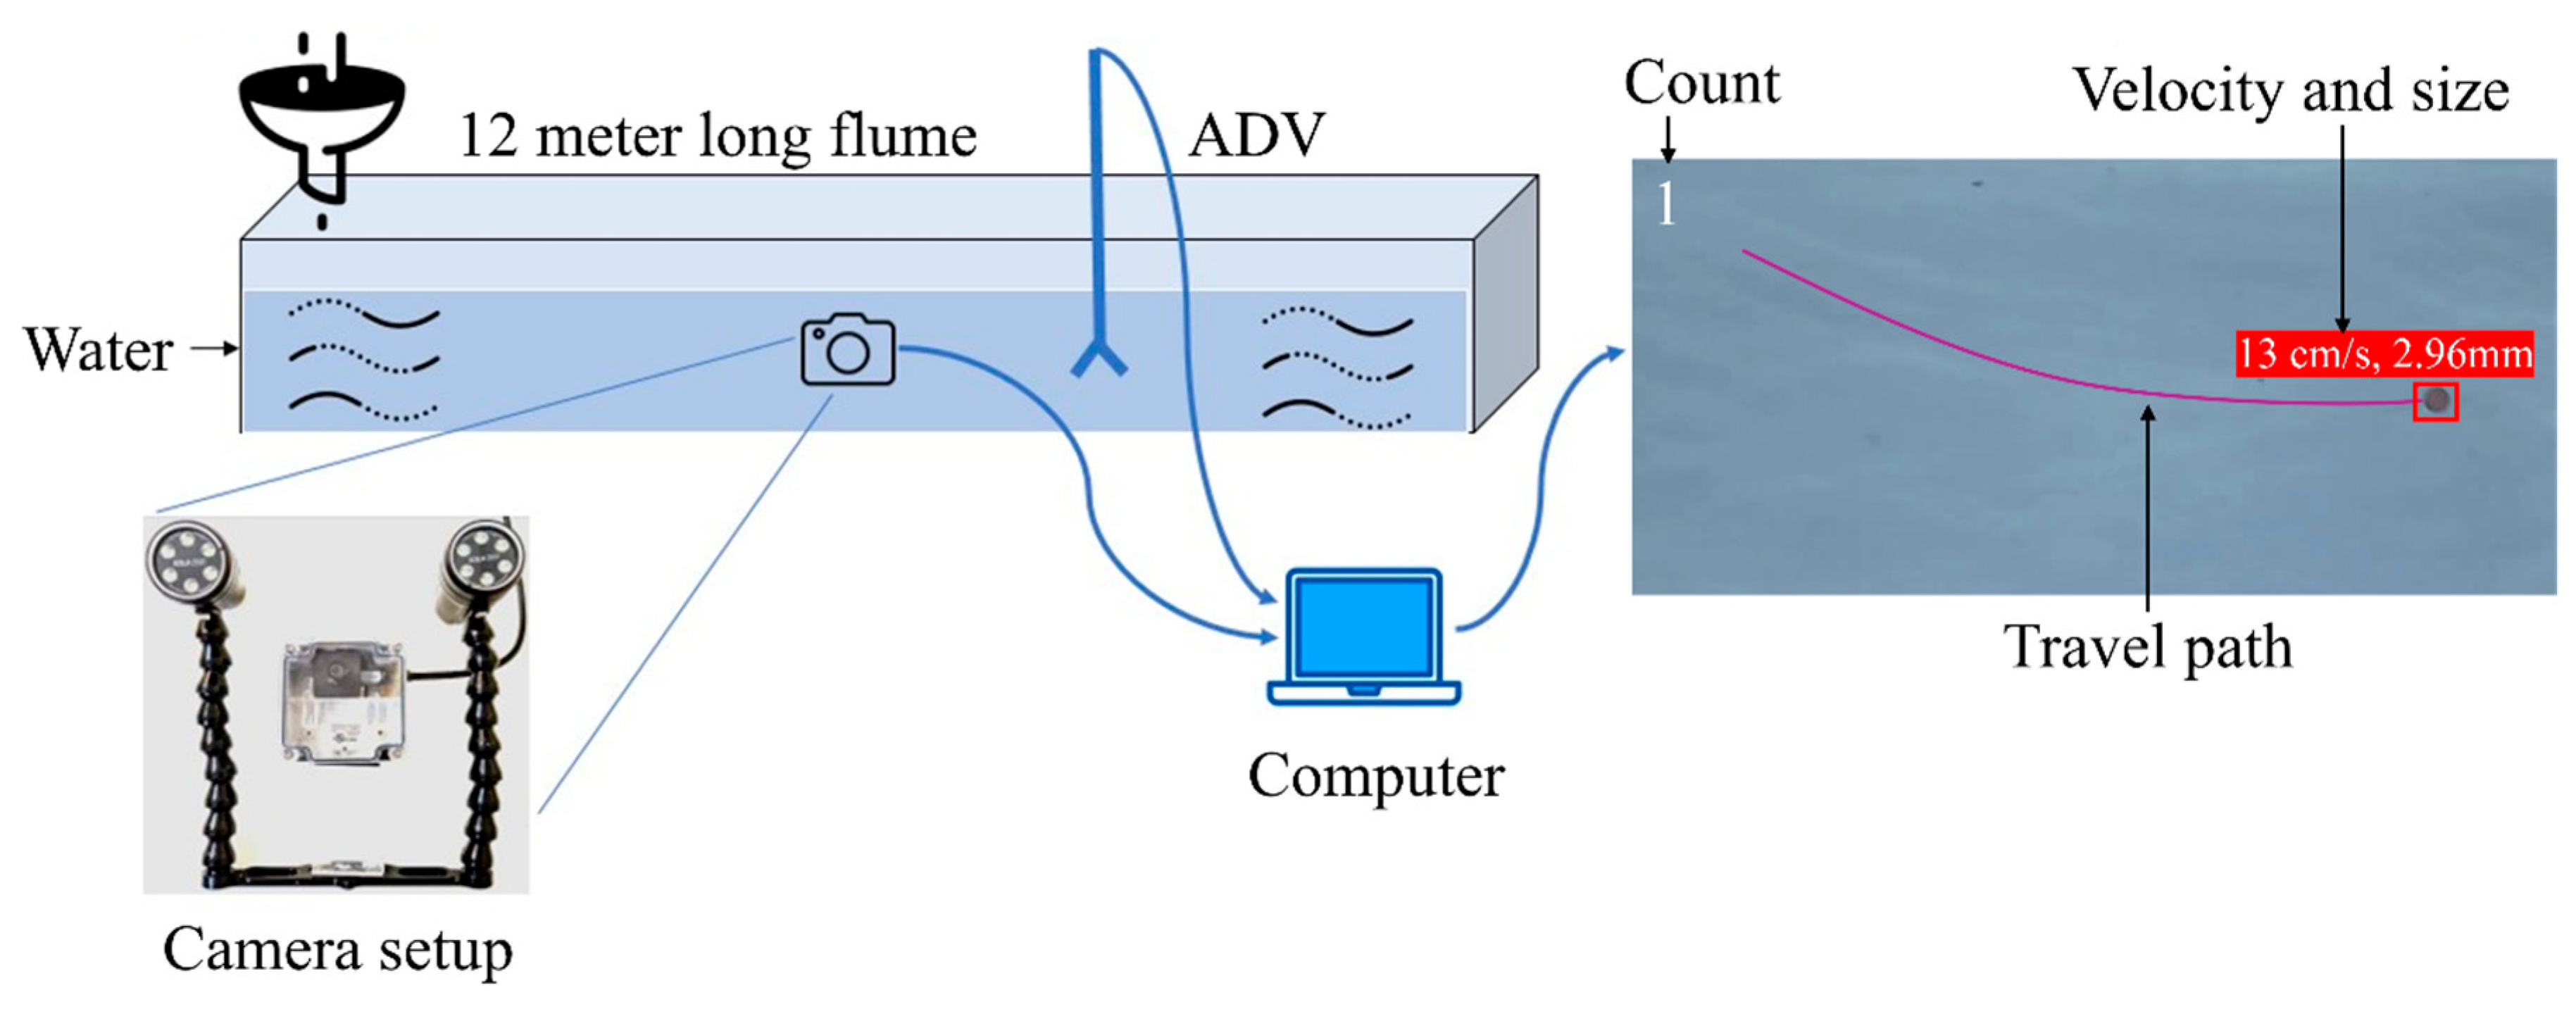 12 meter long flume
ADV
Count
Velocity and size
1
Water
13 cm/s, 2.96mm
Travel path
Computer
Camera setup